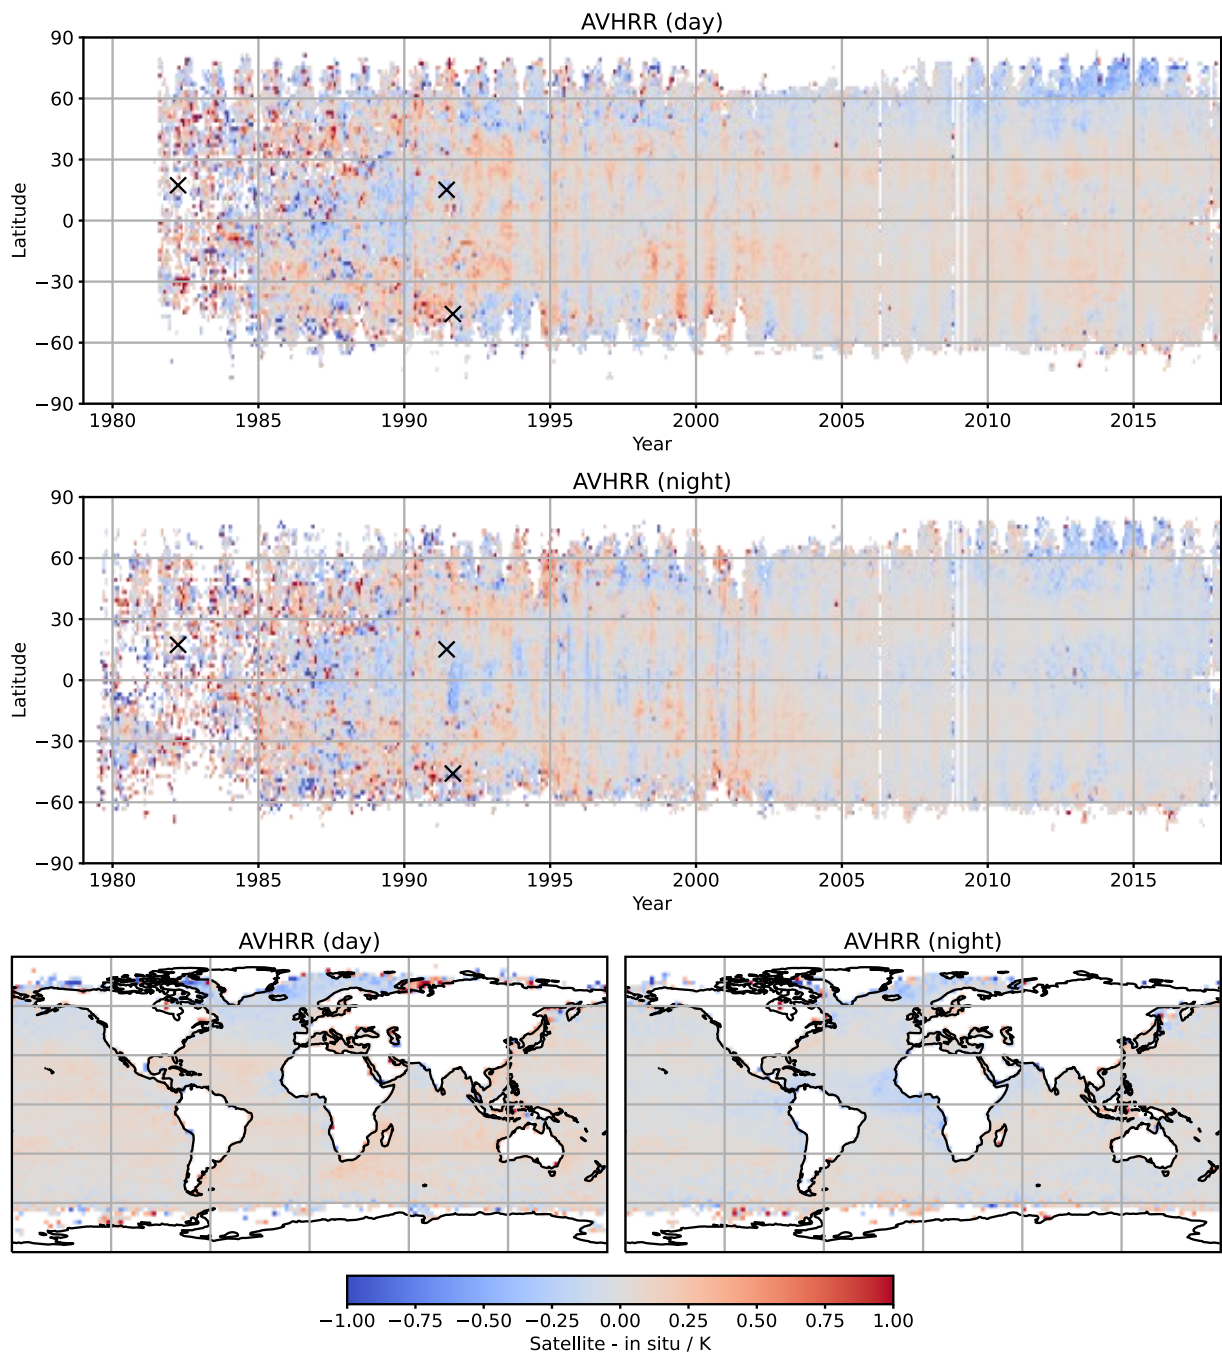 AVHRR (day)
90
60
30
0
−30
−60
−90
Latitude
1980 1985 1990 1995 2000 2005 2010 2015
Year
AVHRR (night)
90
60
30
0
−30
−60
−90
Latitude
1980 1985 1990 1995 2000 2005 2010 2015
Year
AVHRR (day) AVHRR (night)
−1.00 −0.75 −0.50 −0.25 0.00 0.25 0.50 0.75 1.00
Satellite - in situ / K